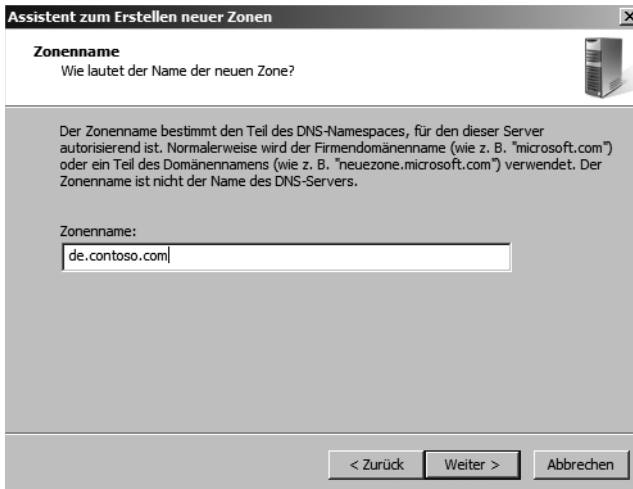 Assistent zum Erstellen neuer Zonen
Zonenname
Wie lautet der Name der neuen Zone?
Der Zonenname bestimmt den Teil des DNS-Namespaces, für den dieser Server
autorisierend ist. Normalerweise wird der Firmendomänenname (wie z. B. "microsoft.com")
oder ein Teil des Domänennamens (wie z. B. "neuezone.microsoft.com") verwendet. Der
Zonenname ist nicht der Name des DNS-Servers.
Zonenname:
de.contoso.com
< Zurück Weiter > Abbrechen